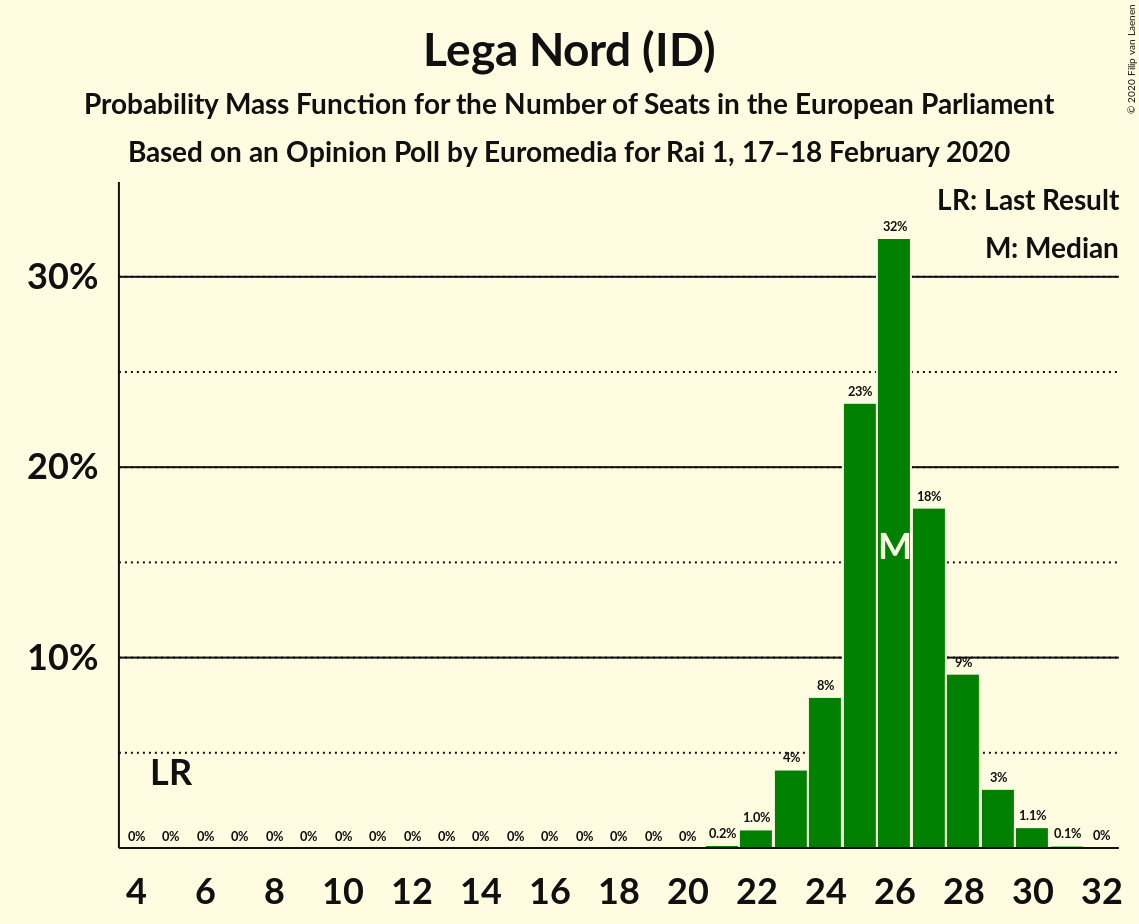 Lega Nord (ID)
Probability Mass Function for the Number of Seats in the European Parliament
Based on an Opinion Poll by Euromedia for Rai 1, 17–18 February 2020
© 2020 Filip van Laenen
LR: Last Result
M: Median
30%
20%
10%
32%
23%
18%
9%
8%
4%
3%
M
LR
0% 0% 0% 0% 0% 0% 0% 0% 0% 0% 0% 0% 0% 0% 0% 0% 0% 0.2% 1.0% 1.1% 0.1% 0%
4 6 8 10 12 14 16 18 20 22 24 26 28 30 32